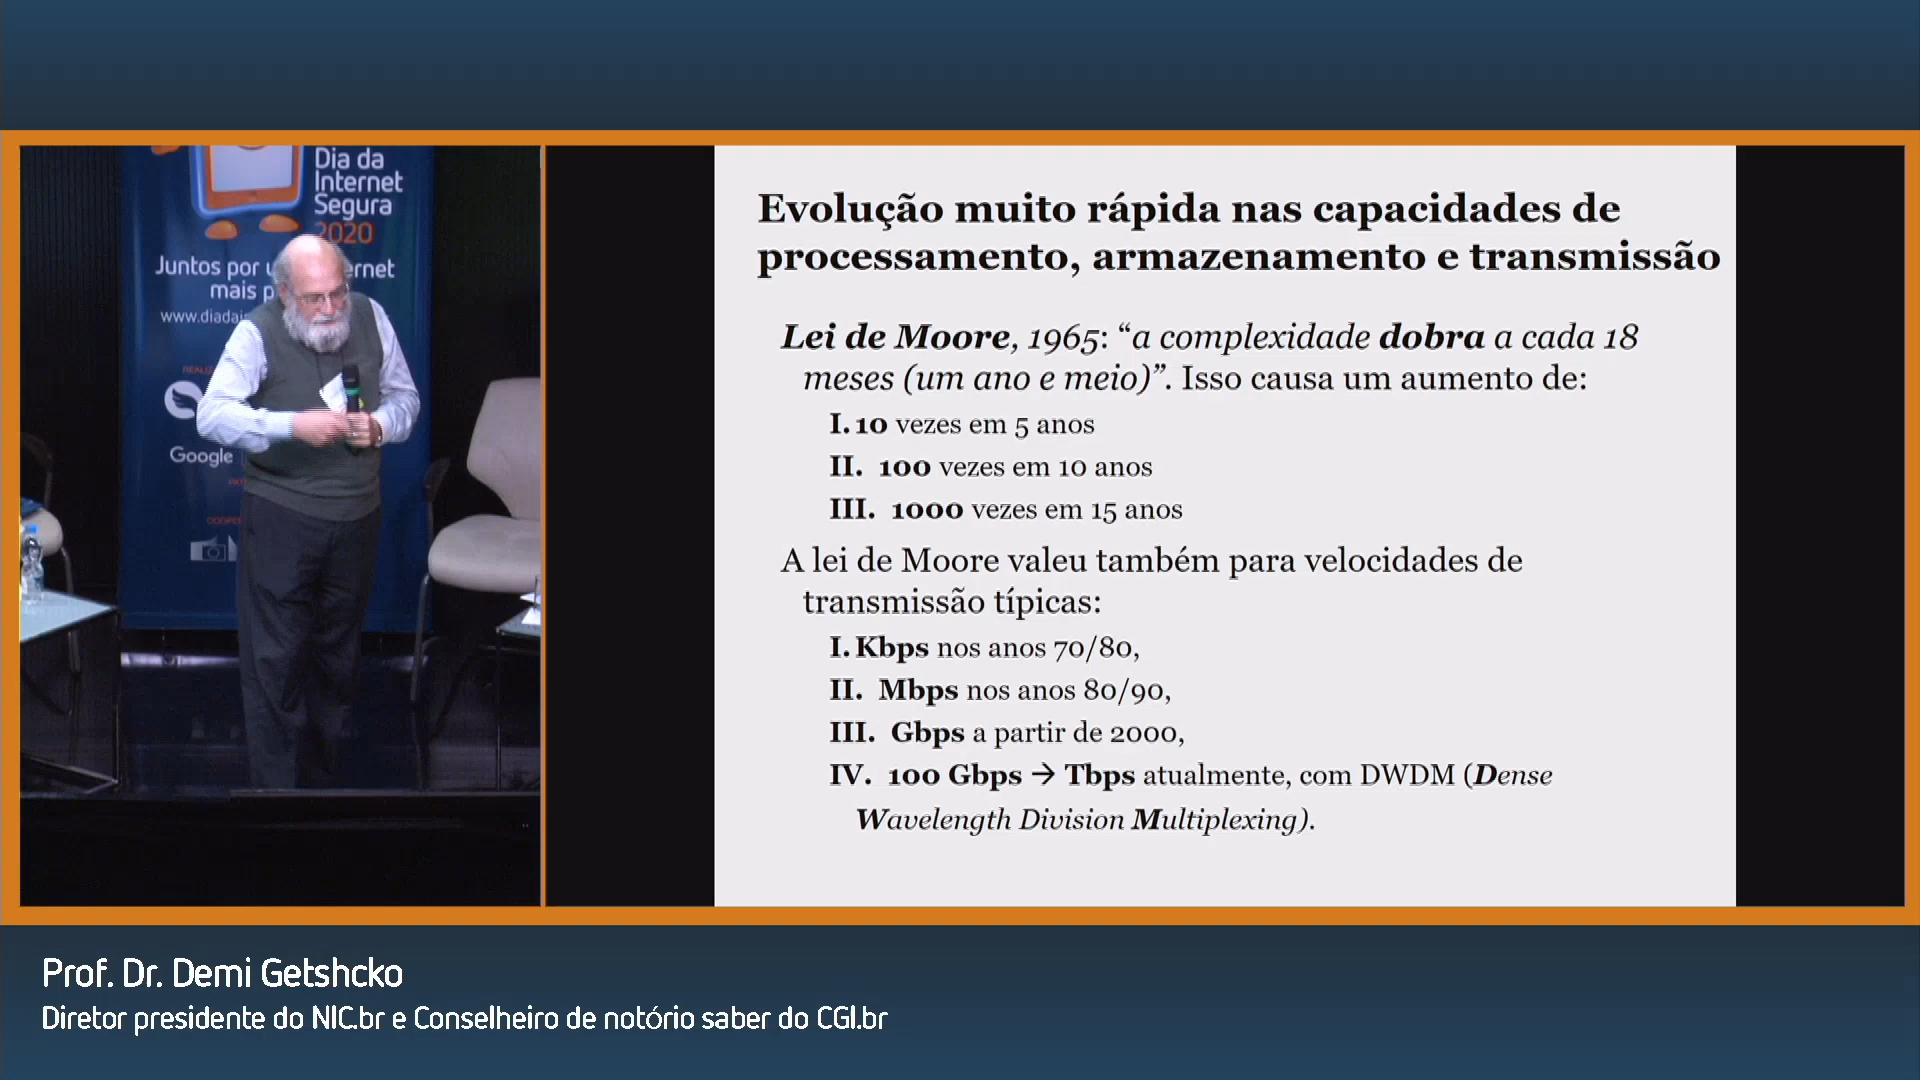 Dia da
Internet
Segura
2020
Juntos por ernet
mais
www.diada
Google
Evolução muito rápida nas capacidades de
processamento, armazenamento e transmissão
Lei de Moore, 1965: “a complexidade dobra a cada 18
meses (um ano e meio)”. Isso causa um aumento de:
I. 10 vezes em 5 anos
II. 100 vezes em 10 anos
III. 1000 vezes em 15 anos
A lei de Moore valeu também para velocidades de
transmissão típicas:
I. Kbps nos anos 70/80,
II. Mbps nos anos 80/90,
III. Gbps a partir de 2000,
IV. 100 Gbps → Tbps atualmente, com DWDM (Dense
Wavelength Division Multiplexing).
Prof. Dr. Demi Getshcko
Diretor presidente do NIC.br e Conselheiro de notório saber do CGI.br